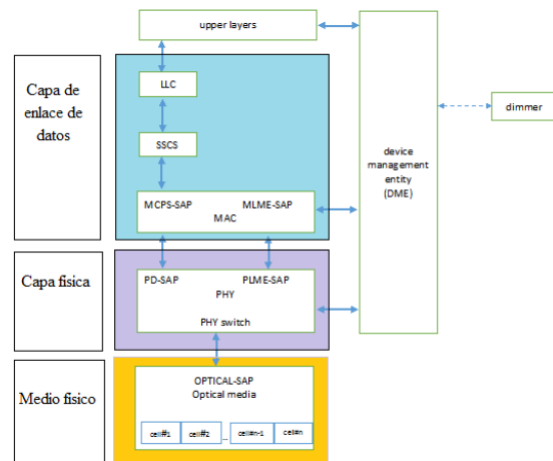 upper layers
Capa de
enlace de
datos
LLC
SSCS
MCPS-SAP MLME-SAP
MAC
device
management
entity
(DME)
dimmer
Capa física
PD-SAP PLME-SAP
PHY
PHY switch
Medio físico
OPTICAL-SAP
Optical media
cell#1 cell#2 ... cell#n-1 cell#n